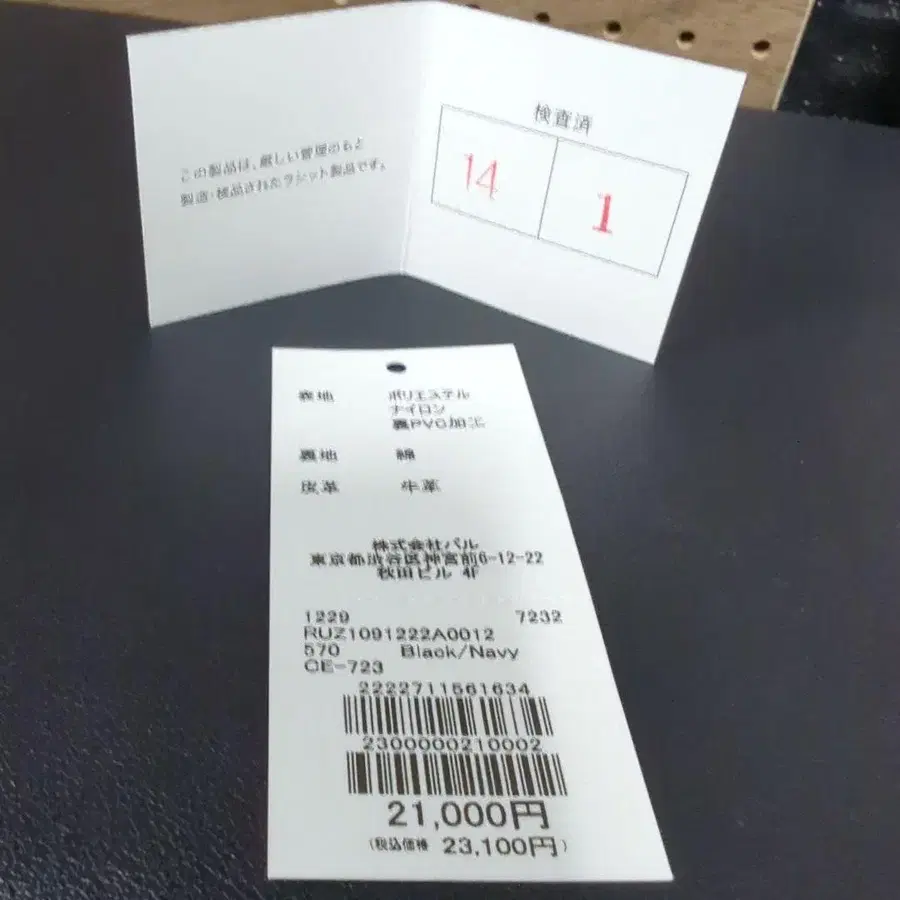 この製品は、厳しい管理のもと
製造・検品されたラシット製品です。
検査済
14 1
表地 ポリエステル
ナイロン
裏PVC加工
裏地 綿
皮革 牛革
株式会社パル
東京都渋谷区神宮前6-12-22
秋田ビル 4F
1229 7232
RUZ1091222A0012
570 Black/Navy
CE-723
2222711561634
2300000210002
21,000円
(税込価格 23,100円)